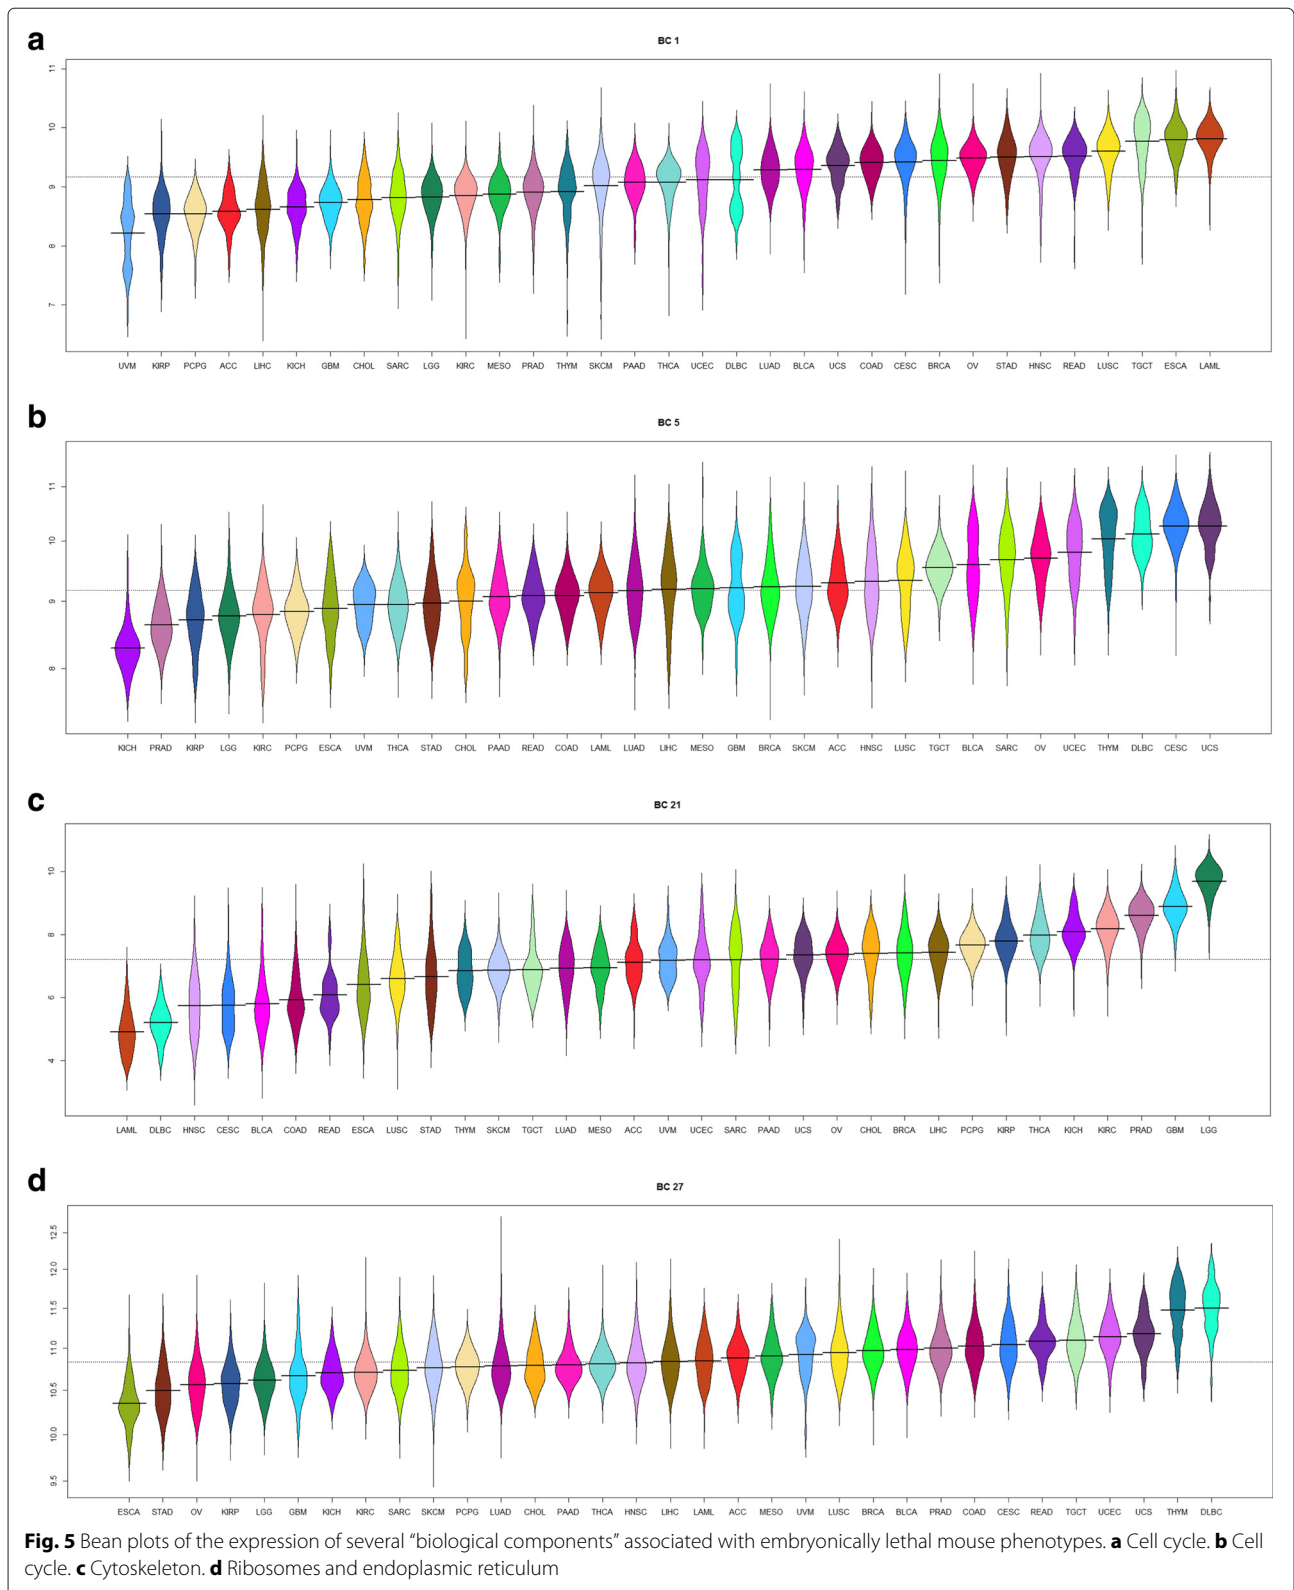 a
BC 1
11
10
9
8
7
UVM KIRP PCPG ACC LIHC KICH GBM CHOL SARC LGG KIRC MESO PRAD THYM SKCM PAAD THCA UCEC DLBC LUAD BLCA UCS COAD CESC BRCA OV STAD HNSC READ LUSC TGCT ESCA LAML
b
BC 5
11
10
9
8
KICH PRAD KIRP LGG KIRC PCPG ESCA UVM THCA STAD CHOL PAAD READ COAD LAML LUAD LIHC MESO GBM BRCA SKCM ACC HNSC LUSC TGCT BLCA SARC OV UCEC THYM DLBC CESC UCS
c
BC 21
10
8
6
4
LAML DLBC HNSC CESC BLCA COAD READ ESCA LUSC STAD THYM SKCM TGCT LUAD MESO ACC UVM UCEC SARC PAAD UCS OV CHOL BRCA LIHC PCPG KIRP THCA KICH KIRC PRAD GBM LGG
d
BC 27
12.5
12.0
11.5
11.0
10.5
10.0
9.5
ESCA STAD OV KIRP LGG GBM KICH KIRC SARC SKCM PCPG LUAD CHOL PAAD THCA HNSC LIHC LAML ACC MESO UVM LUSC BRCA BLCA PRAD COAD CESC READ TGCT UCEC UCS THYM DLBC
Fig. 5 Bean plots of the expression of several “biological components” associated with embryonically lethal mouse phenotypes. a Cell cycle. b Cell
cycle. c Cytoskeleton. d Ribosomes and endoplasmic reticulum